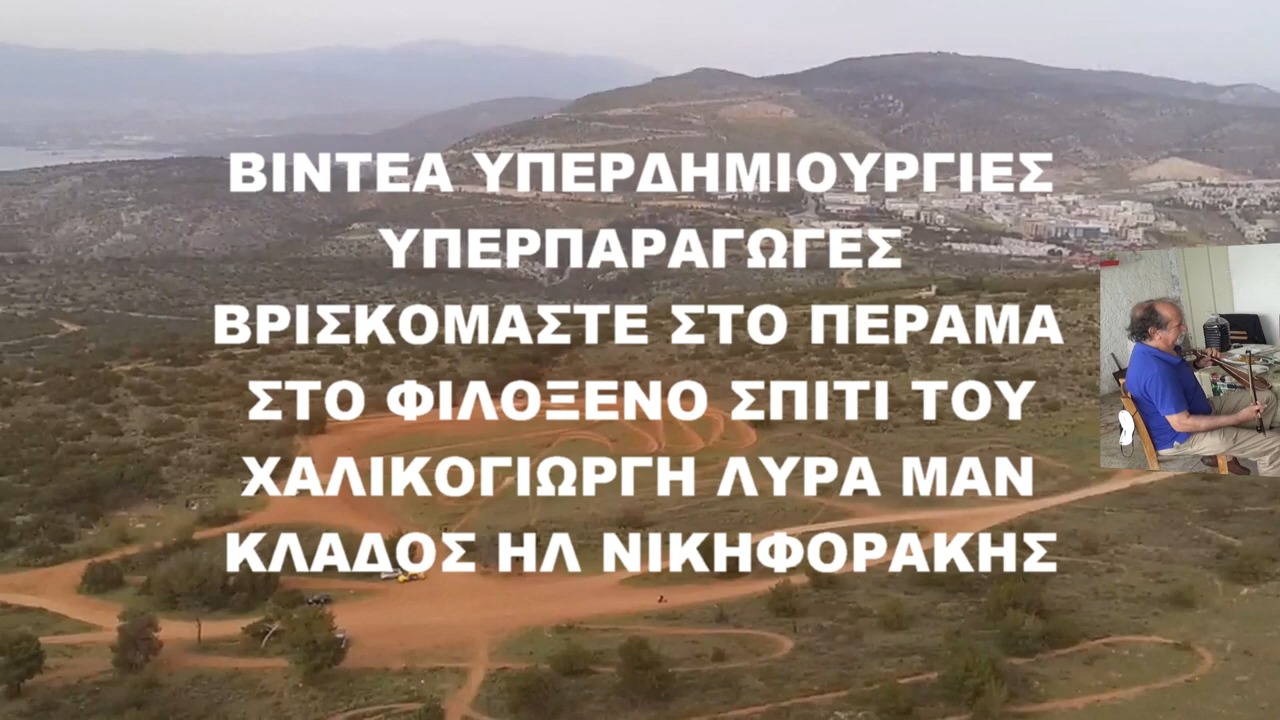 ΒΙΝΤΕΑ ΥΠΕΡΔΗΜΙΟΥΡΓΙΕΣ
ΥΠΕΡΠΑΡΑΓΩΓΕΣ
ΒΡΙΣΚΟΜΑΣΤΕ ΣΤΟ ΠΕΡΑΜΑ
ΣΤΟ ΦΙΛΟΞΕΝΟ ΣΠΙΤΙ ΤΟΥ
ΧΑΛΙΚΟΓΙΩΡΓΗ ΛΥΡΑ ΜΑΝ
ΚΛΑΔΟΣ ΗΛ ΝΙΚΗΦΟΡΑΚΗΣ